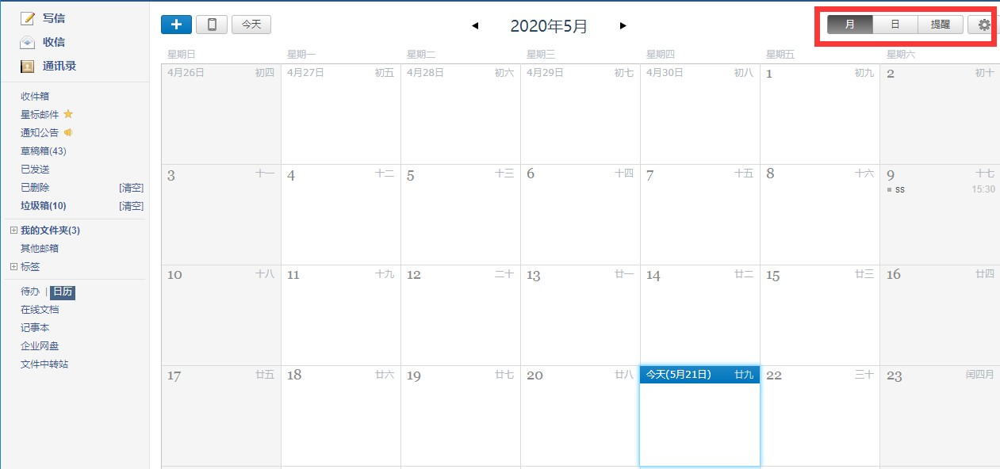 写信
收信
通讯录
收件箱
星标邮件
通知公告
草稿箱(43)
已发送
已删除 [清空]
垃圾箱(10) [清空]
我的文件夹(3)
其他邮箱
标签
待办 | 日历
在线文档
记事本
企业网盘
文件中转站
今天 2020年5月 月 日 提醒
星期日 星期一 星期二 星期三 星期四 星期五 星期六
4月26日 初四 4月27日 初五 4月28日 初六 4月29日 初七 4月30日 初八 1 初九 2 初十
3 十一 4 十二 5 十三 6 十四 7 十五 8 十六 9 十七
ss 15:30
10 十八 11 十九 12 二十 13 廿一 14 廿二 15 廿三 16 廿四
17 廿五 18 廿六 19 廿七 20 廿八 今天(5月21日) 廿九 22 三十 23 闰四月